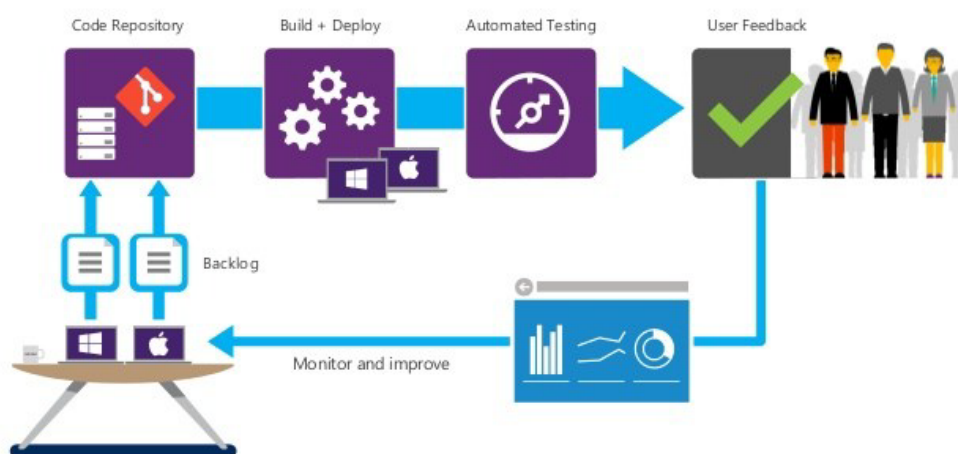 Code Repository
Build + Deploy
Automated Testing
User Feedback
Backlog
Monitor and improve